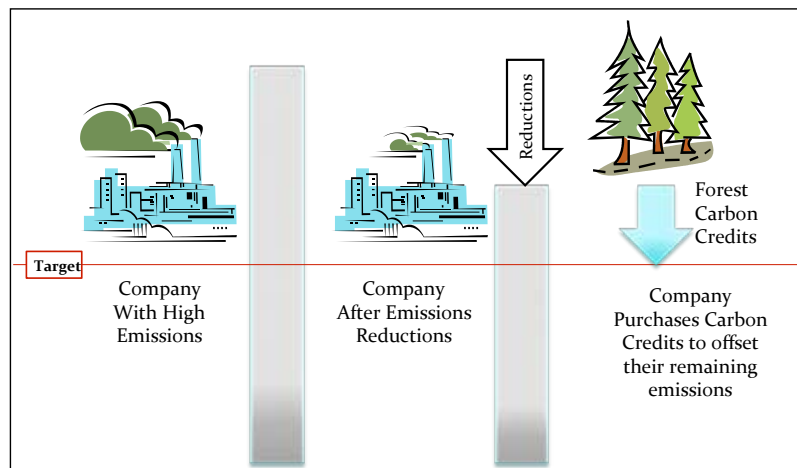 Reductions
Forest
Carbon
Credits
Target
Company
With High
Emissions
Company
After Emissions
Reductions
Company
Purchases Carbon
Credits to offset
their remaining
emissions